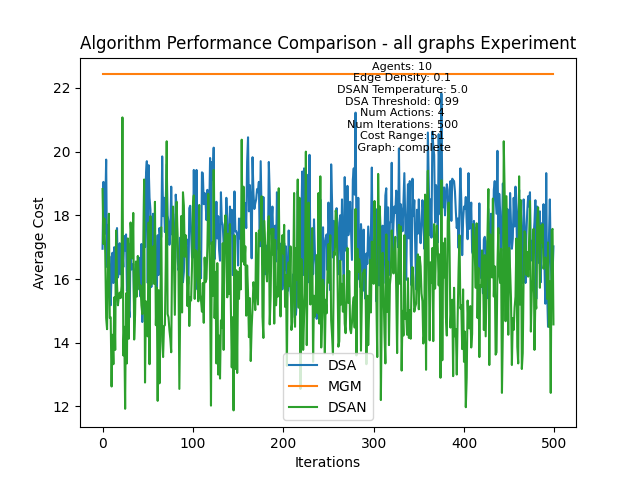 Algorithm Performance Comparison - all graphs Experiment
Agents: 10
Edge Density: 0.1
DSAN Temperature: 5.0
DSA Threshold: 0.99
Num Actions: 4
Num Iterations: 500
Cost Range: 51
Graph: complete
22
20
18
16
14
12
Average Cost
DSA
MGM
DSAN
0
100
200
300
400
500
Iterations